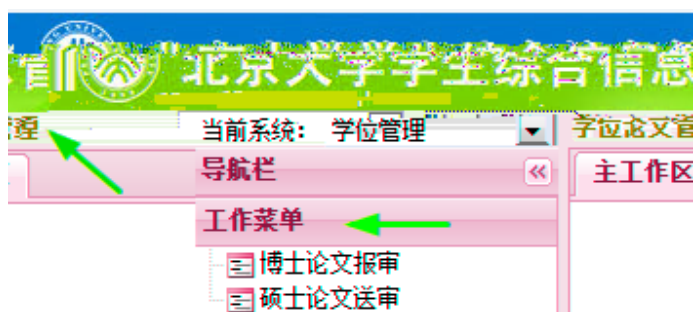 北京大学学生综合信息
当前系统： 学位管理
学位论文管
导航栏
主工作区
工作菜单
博士论文报审
硕士论文送审